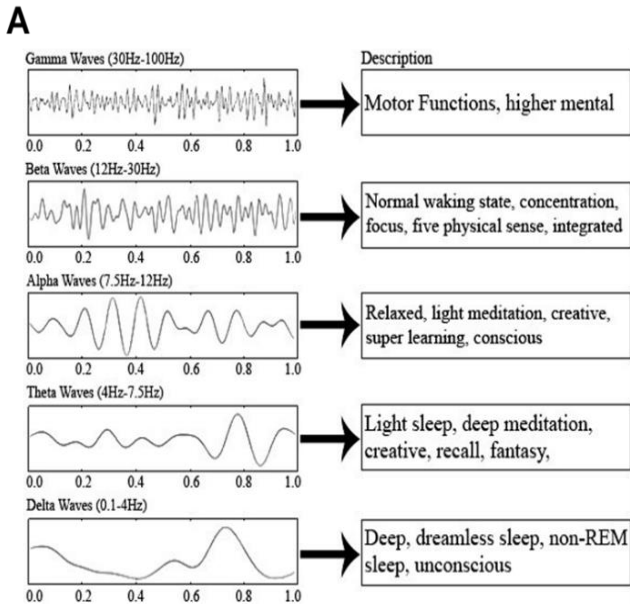 A
Gamma Waves (30Hz-100Hz)
Description
Motor Functions, higher mental
0.0 0.2 0.4 0.6 0.8 1.0
Beta Waves (12Hz-30Hz)
Normal waking state, concentration,
focus, five physical sense, integrated
0.0 0.2 0.4 0.6 0.8 1.0
Alpha Waves (7.5Hz-12Hz)
Relaxed, light meditation, creative,
super learning, conscious
0.0 0.2 0.4 0.6 0.8 1.0
Theta Waves (4Hz-7.5Hz)
Light sleep, deep meditation,
creative, recall, fantasy,
0.0 0.2 0.4 0.6 0.8 1.0
Delta Waves (0.1-4Hz)
Deep, dreamless sleep, non-REM
sleep, unconscious
0.0 0.2 0.4 0.6 0.8 1.0